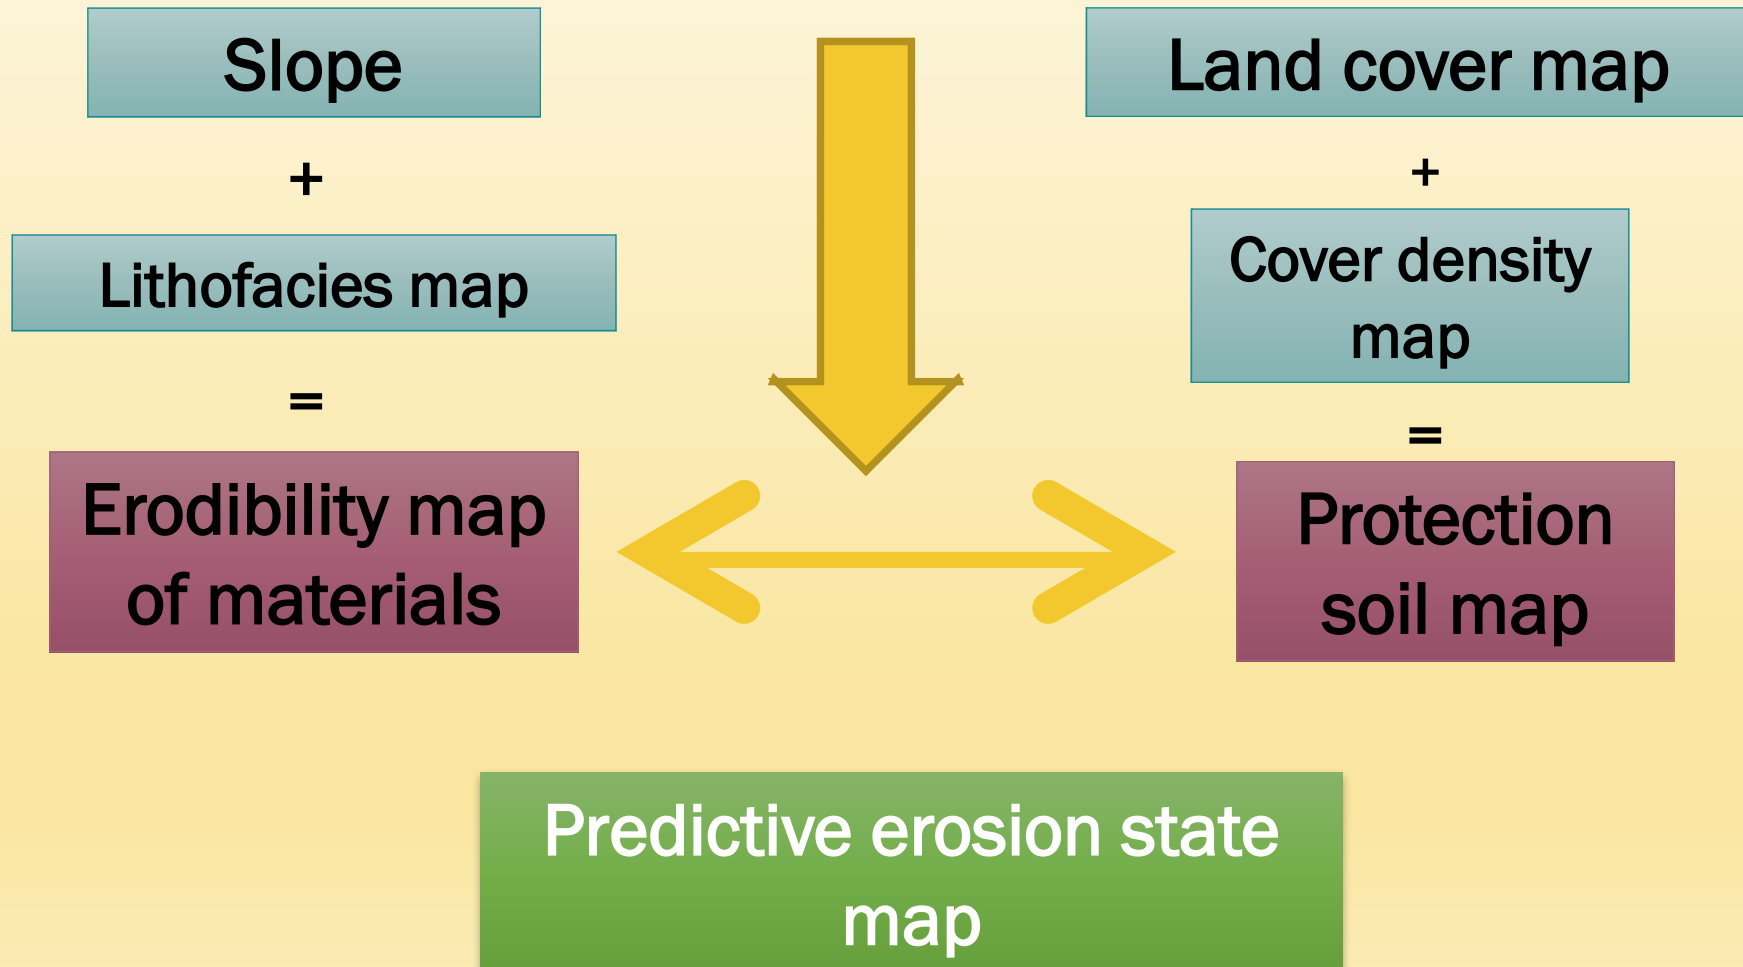 Slope
+
Lithofacies map
=
Erodibility map
of materials
Land cover map
+
Cover density
map
=
Protection
soil map
Predictive erosion state
map